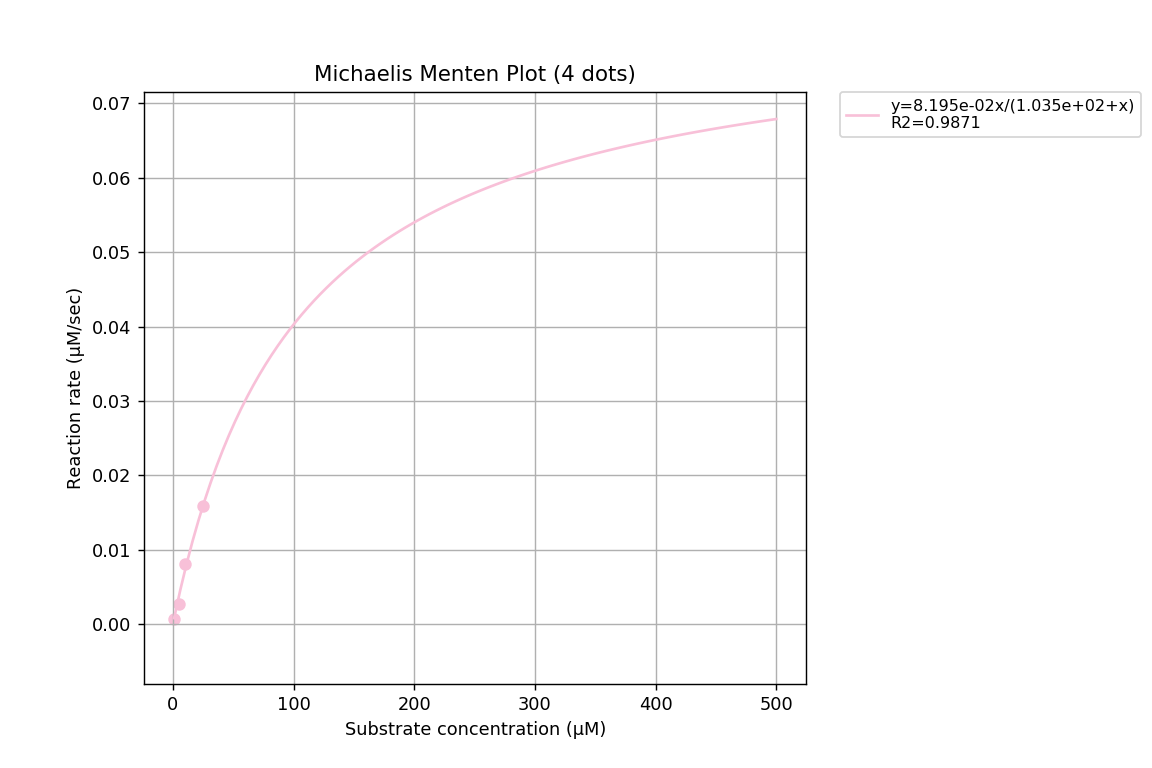 Michaelis Menten Plot (4 dots)
y=8.195e-02x/(1.035e+02+x)
R2=0.9871
0.07
0.06
0.05
0.04
0.03
0.02
0.01
0.00
Reaction rate (μM/sec)
0 100 200 300 400 500
Substrate concentration (μM)